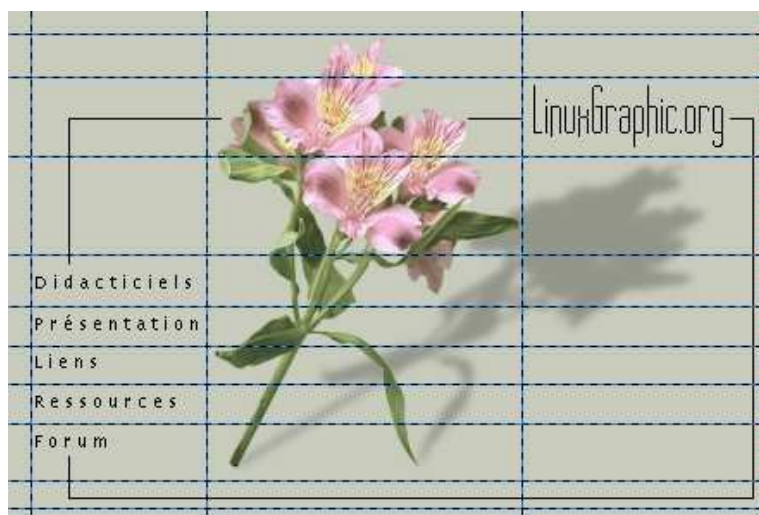 LinuxGraphic.org
Didacticiels
Présentation
Liens
Ressources
Forum